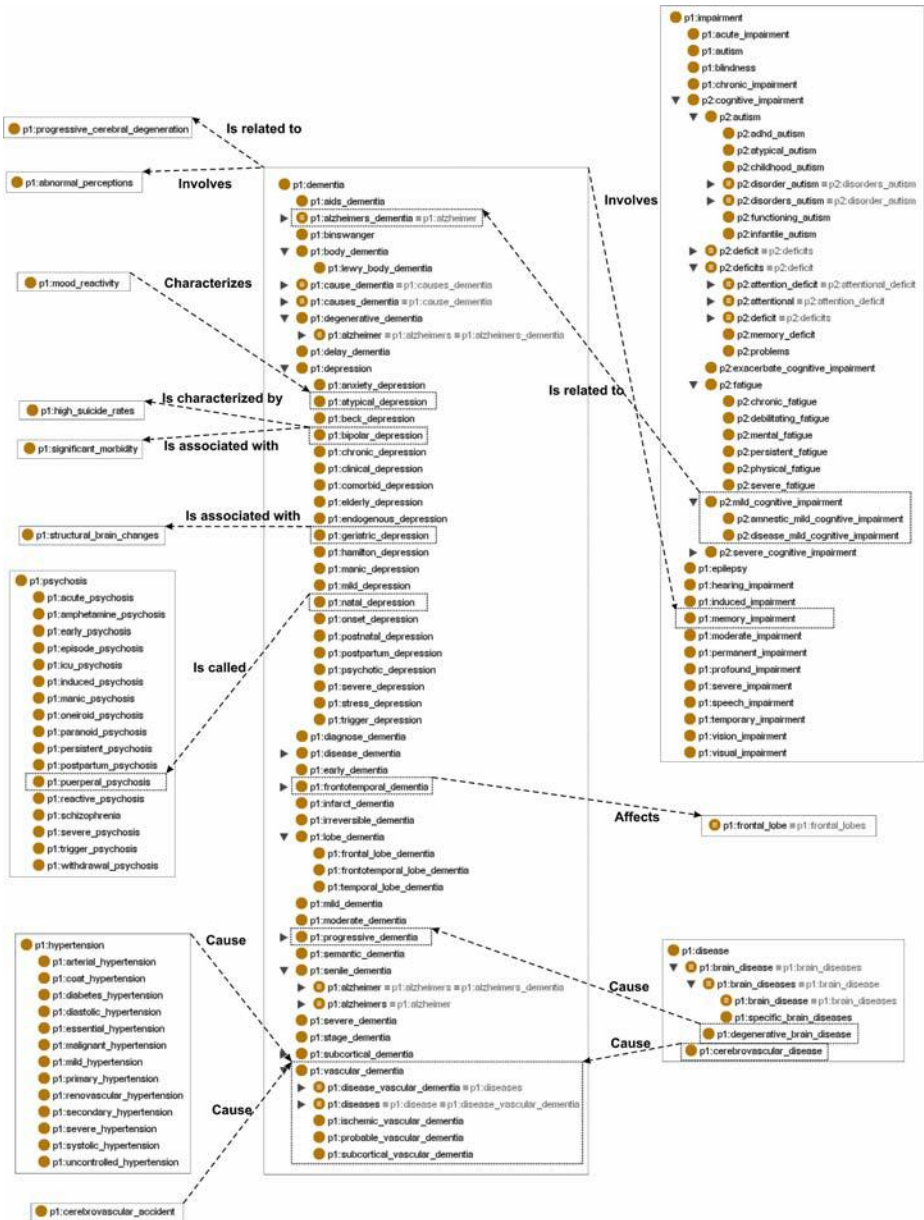 p1:progressive_cerebral_degeneration
Is related to
p1:abnormal_perceptions
Involves
p1:mood_reactivity
Characterizes
Is characterized by
p1:high_suicide_rates
p1:significant_morbidity
Is associated with
Is associated with
p1:structural_brain_changes
p1:psychosis
p1:acute_psychosis
p1:amphetamine_psychosis
p1:early_psychosis
p1:episode_psychosis
p1:icu_psychosis
p1:induced_psychosis
p1:manic_psychosis
p1:oneiroid_psychosis
p1:paranoid_psychosis
p1:persistent_psychosis
p1:postpartum_psychosis
p1:puerperal_psychosis
p1:reactive_psychosis
p1:schizophrenia
p1:severe_psychosis
p1:trigger_psychosis
p1:withdrawal_psychosis
Is called
p1:hypertension
p1:arterial_hypertension
p1:coat_hypertension
p1:diabetes_hypertension
p1:diastolic_hypertension
p1:essential_hypertension
p1:malignant_hypertension
p1:mild_hypertension
p1:primary_hypertension
p1:renovascular_hypertension
p1:secondary_hypertension
p1:severe_hypertension
p1:systolic_hypertension
p1:uncontrolled_hypertension
Cause
Cause
p1:cerebrovascular_accident
p1:dementia
p1:aids_dementia
p1:alzheimers_dementia ≡ p1:alzheimer
p1:binswanger
p1:body_dementia
p1:lewy_body_dementia
p1:cause_dementia ≡ p1:causes_dementia
p1:causes_dementia ≡ p1:cause_dementia
p1:degenerative_dementia
p1:alzheimer ≡ p1:alzheimers ≡ p1:alzheimers_dementia
p1:delay_dementia
p1:depression
p1:anxiety_depression
p1:atypical_depression
p1:beck_depression
p1:bipolar_depression
p1:chronic_depression
p1:clinical_depression
p1:comorbid_depression
p1:elderly_depression
p1:endogenous_depression
p1:geriatric_depression
p1:hamilton_depression
p1:manic_depression
p1:mild_depression
p1:natal_depression
p1:onset_depression
p1:postnatal_depression
p1:postpartum_depression
p1:psychotic_depression
p1:severe_depression
p1:stress_depression
p1:trigger_depression
p1:diagnose_dementia
p1:disease_dementia
p1:early_dementia
p1:frontotemporal_dementia
p1:infarct_dementia
p1:irreversible_dementia
p1:lobe_dementia
p1:frontal_lobe_dementia
p1:frontotemporal_lobe_dementia
p1:temporal_lobe_dementia
p1:mild_dementia
p1:moderate_dementia
p1:progressive_dementia
p1:semantic_dementia
p1:senile_dementia
p1:alzheimer ≡ p1:alzheimers ≡ p1:alzheimers_dementia
p1:alzheimers ≡ p1:alzheimer
p1:severe_dementia
p1:stage_dementia
p1:subcortical_dementia
p1:vascular_dementia
p1:disease_vascular_dementia ≡ p1:diseases
p1:diseases ≡ p1:disease ≡ p1:disease_vascular_dementia
p1:ischemic_vascular_dementia
p1:probable_vascular_dementia
p1:subcortical_vascular_dementia
Involves
Is related to
p1:impairment
p1:acute_impairment
p1:autism
p1:blindness
p1:chronic_impairment
p2:cognitive_impairment
p2:autism
p2:adhd_autism
p2:atypical_autism
p2:childhood_autism
p2:disorder_autism ≡ p2:disorders_autism
p2:disorders_autism ≡ p2:disorder_autism
p2:functioning_autism
p2:infantile_autism
p2:deficit ≡ p2:deficits
p2:deficits ≡ p2:deficit
p2:attention_deficit ≡ p2:attentional_deficit
p2:attentional ≡ p2:attention_deficit
p2:deficit ≡ p2:deficits
p2:memory_deficit
p2:problems
p2:exacerbate_cognitive_impairment
p2:fatigue
p2:chronic_fatigue
p2:debilitating_fatigue
p2:mental_fatigue
p2:persistent_fatigue
p2:physical_fatigue
p2:severe_fatigue
p2:mild_cognitive_impairment
p2:amnestic_mild_cognitive_impairment
p2:disease_mild_cognitive_impairment
p2:severe_cognitive_impairment
p1:epilepsy
p1:hearing_impairment
p1:induced_impairment
p1:memory_impairment
p1:moderate_impairment
p1:permanent_impairment
p1:profound_impairment
p1:severe_impairment
p1:speech_impairment
p1:temporary_impairment
p1:vision_impairment
p1:visual_impairment
Affects
p1:frontal_lobe ≡ p1:frontal_lobes
p1:disease
p1:brain_disease ≡ p1:brain_diseases
p1:brain_diseases ≡ p1:brain_disease
p1:brain_disease ≡ p1:brain_diseases
p1:specific_brain_diseases
p1:degenerative_brain_disease
p1:cerebrovascular_disease
Cause
Cause